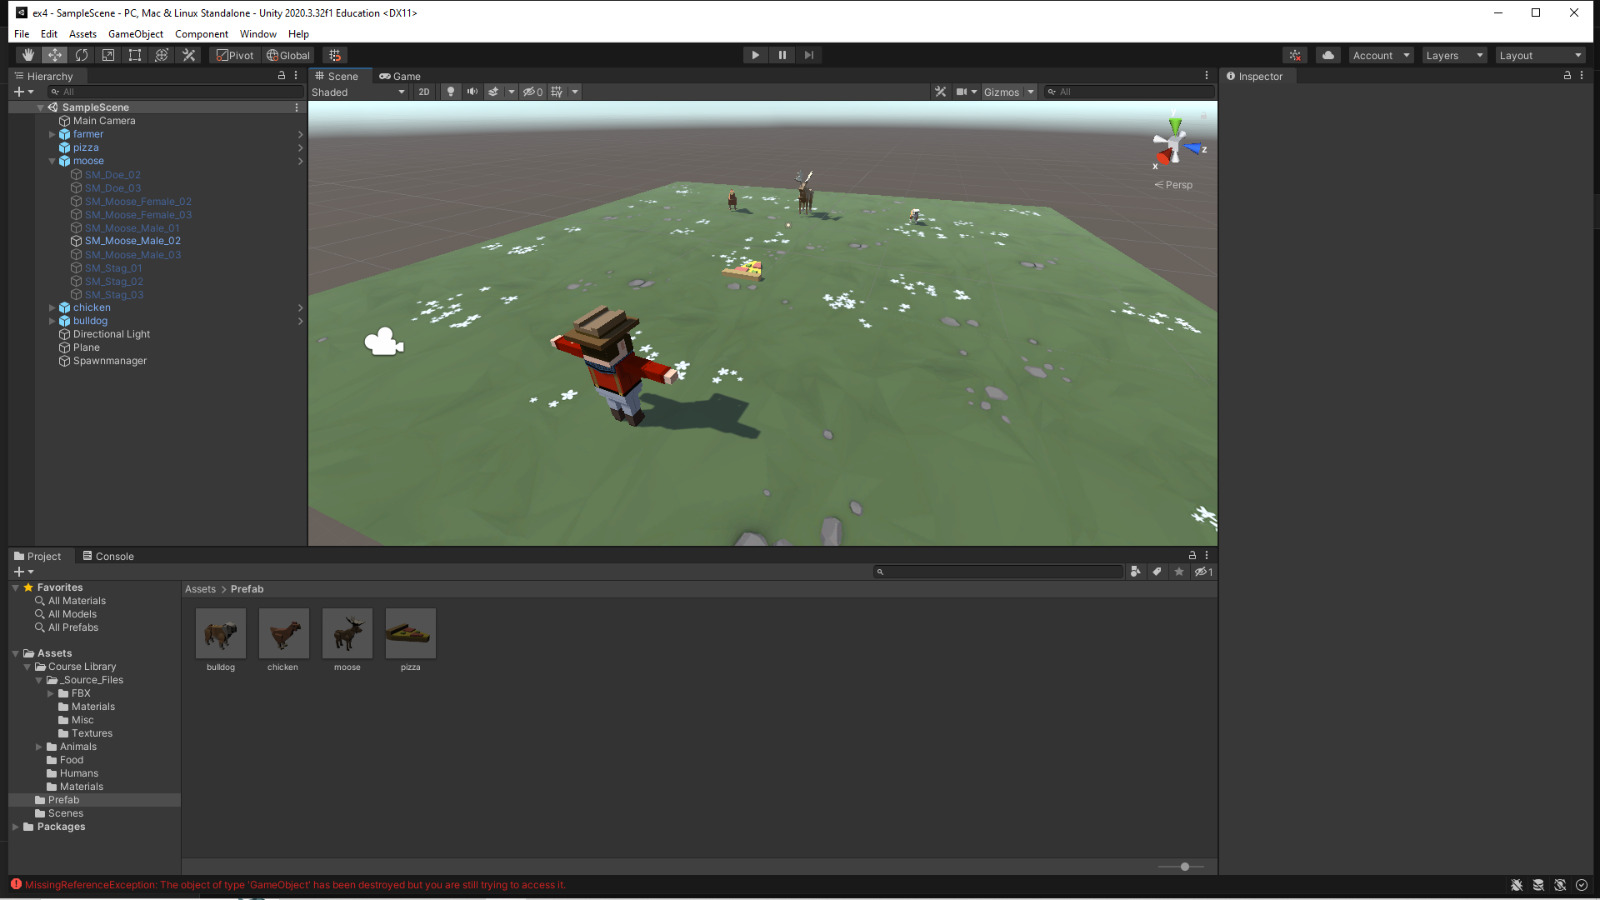 ex4 - SampleScene - PC, Mac & Linux Standalone - Unity 2020.3.32f1 Education <DX11>
File Edit Assets GameObject Component Window Help
Pivot Global Account Layers Layout
Hierarchy
All
SampleScene
Main Camera
farmer
pizza
moose
SM_Doe_02
SM_Doe_03
SM_Moose_Female_02
SM_Moose_Female_03
SM_Moose_Male_01
SM_Moose_Male_02
SM_Moose_Male_03
SM_Stag_01
SM_Stag_02
SM_Stag_03
chicken
bulldog
Directional Light
Plane
Spawnmanager
Scene Game
Shaded 2D 0 Gizmos All
y
z
x
Persp
Inspector
Project Console
1
Favorites
All Materials
All Models
All Prefabs
Assets
Course Library
_Source_Files
FBX
Materials
Misc
Textures
Animals
Food
Humans
Materials
Prefab
Scenes
Packages
Assets > Prefab
bulldog chicken moose pizza
MissingReferenceException: The object of type 'GameObject' has been destroyed but you are still trying to access it.